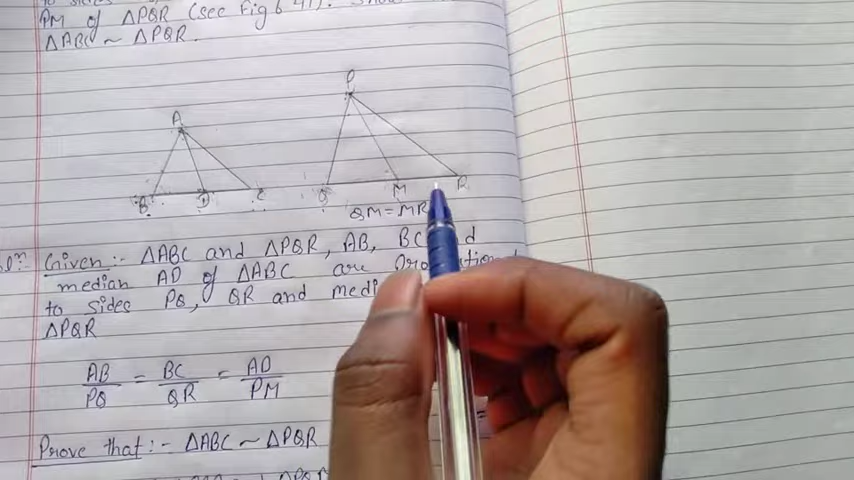 PM of ΔPQR (see Fig 6.41). Show
ΔABC ~ ΔPQR.
P
A
B D C
Q M R
QM = MR
Given :- ΔABC and ΔPQR, AB, BC
median AD of ΔABC are
to sides PQ, QR and
ΔPQR
AB/PQ = BC/QR = AD/PM
Prove that :- ΔABC ~ ΔPQR